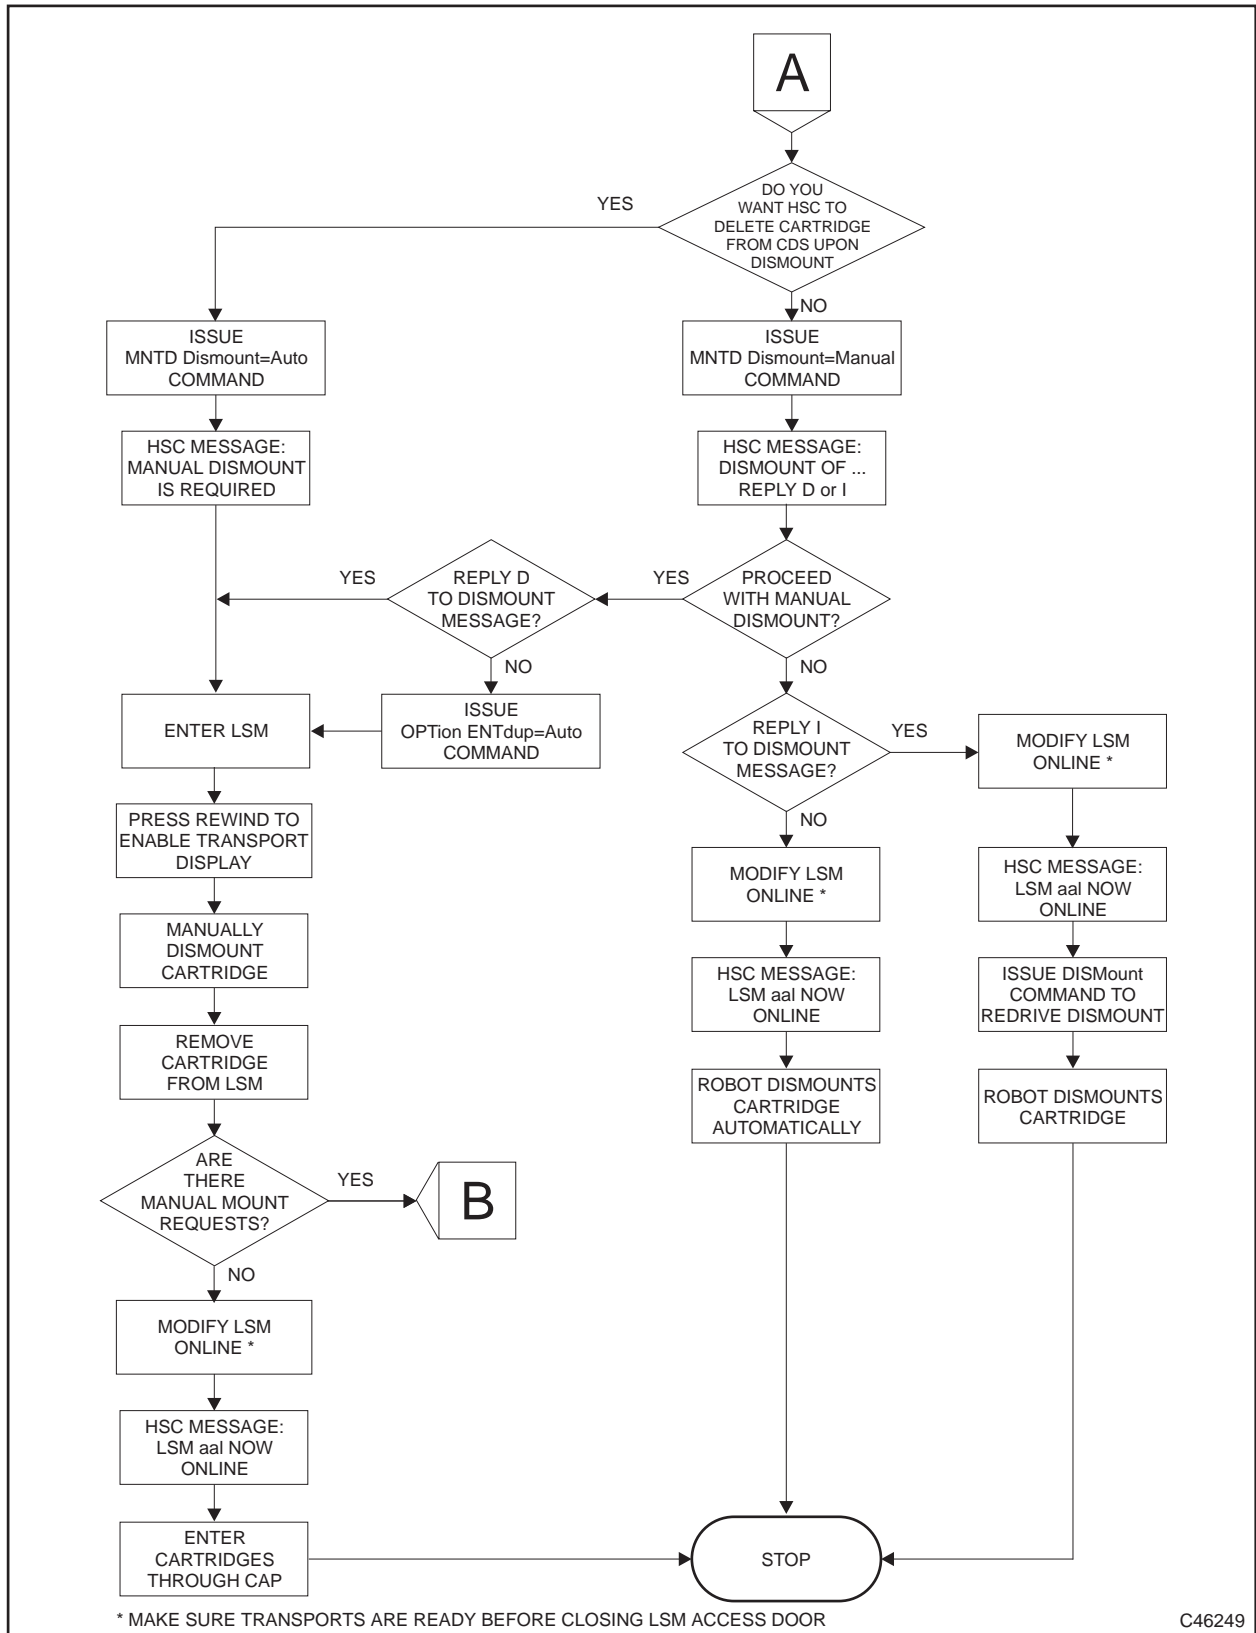 A
DO YOU
WANT HSC TO
DELETE CARTRIDGE
FROM CDS UPON
DISMOUNT
YES
NO
ISSUE
MNTD Dismount=Auto
COMMAND
ISSUE
MNTD Dismount=Manual
COMMAND
HSC MESSAGE:
MANUAL DISMOUNT
IS REQUIRED
HSC MESSAGE:
DISMOUNT OF ...
REPLY D or I
YES
REPLY D
TO DISMOUNT
MESSAGE?
YES
PROCEED
WITH MANUAL
DISMOUNT?
NO
NO
ENTER LSM
ISSUE
OPTion ENTdup=Auto
COMMAND
REPLY I
TO DISMOUNT
MESSAGE?
YES
MODIFY LSM
ONLINE *
NO
PRESS REWIND TO
ENABLE TRANSPORT
DISPLAY
MODIFY LSM
ONLINE *
HSC MESSAGE:
LSM aal NOW
ONLINE
MANUALLY
DISMOUNT
CARTRIDGE
HSC MESSAGE:
LSM aal NOW
ONLINE
ISSUE DISMount
COMMAND TO
REDRIVE DISMOUNT
REMOVE
CARTRIDGE
FROM LSM
ROBOT DISMOUNTS
CARTRIDGE
AUTOMATICALLY
ROBOT DISMOUNTS
CARTRIDGE
ARE
THERE
MANUAL MOUNT
REQUESTS?
YES
B
NO
MODIFY LSM
ONLINE *
HSC MESSAGE:
LSM aal NOW
ONLINE
ENTER
CARTRIDGES
THROUGH CAP
STOP
* MAKE SURE TRANSPORTS ARE READY BEFORE CLOSING LSM ACCESS DOOR
C46249